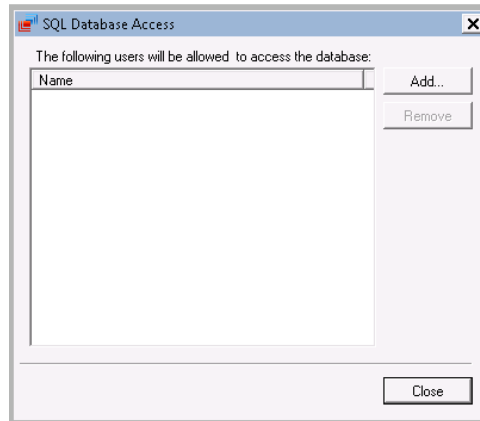 SQL Database Access
The following users will be allowed  to access the database:
Name
Add...
Remove
Close